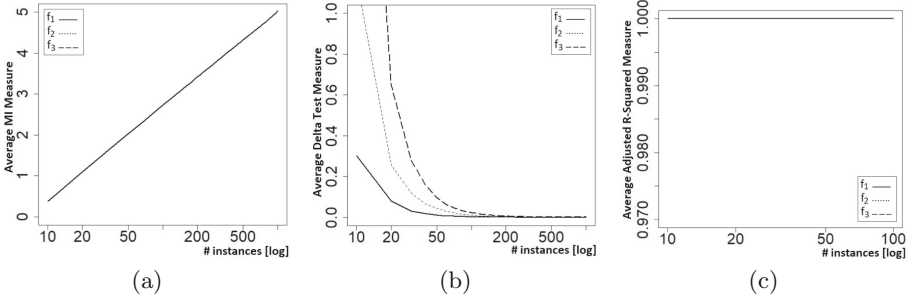 Average MI Measure
5
4
3
2
1
0
f1
f2
f3
10 20 50 200 500
# instances [log]
(a)
Average Delta Test Measure
1.0
0.8
0.6
0.4
0.2
0.0
f1
f2
f3
10 20 50 200 500
# instances [log]
(b)
Average Adjusted R-Squared Measure
1.000
0.990
0.980
0.970
f1
f2
f3
10 20 50 100
# instances [log]
(c)